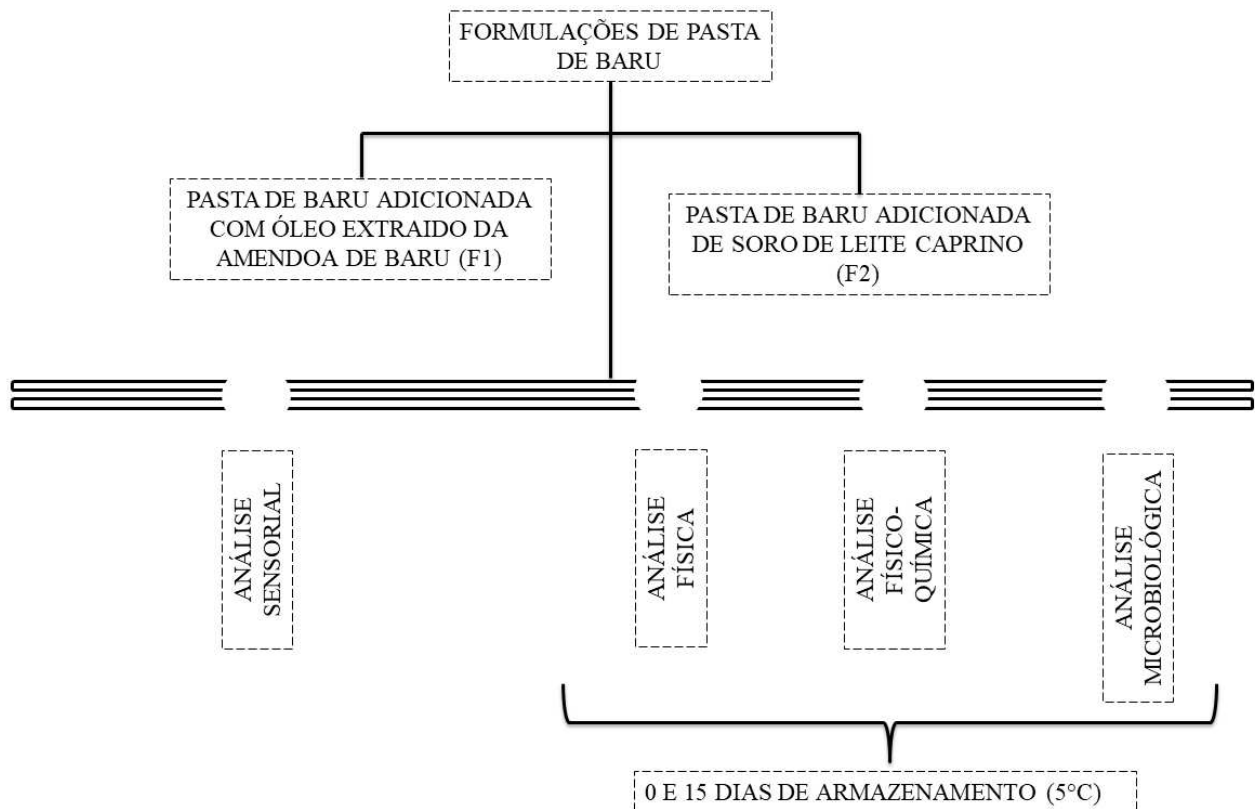 FORMULAÇÕES DE PASTA
DE BARU
PASTA DE BARU ADICIONADA
COM ÓLEO EXTRAIDO DA
AMENDOA DE BARU (F1)
PASTA DE BARU ADICIONADA
DE SORO DE LEITE CAPRINO
(F2)
ANÁLISE
SENSORIAL
ANÁLISE
FÍSICA
ANÁLISE
FÍSICO-
QUÍMICA
ANÁLISE
MICROBIOLÓGICA
0 E 15 DIAS DE ARMAZENAMENTO (5°C)